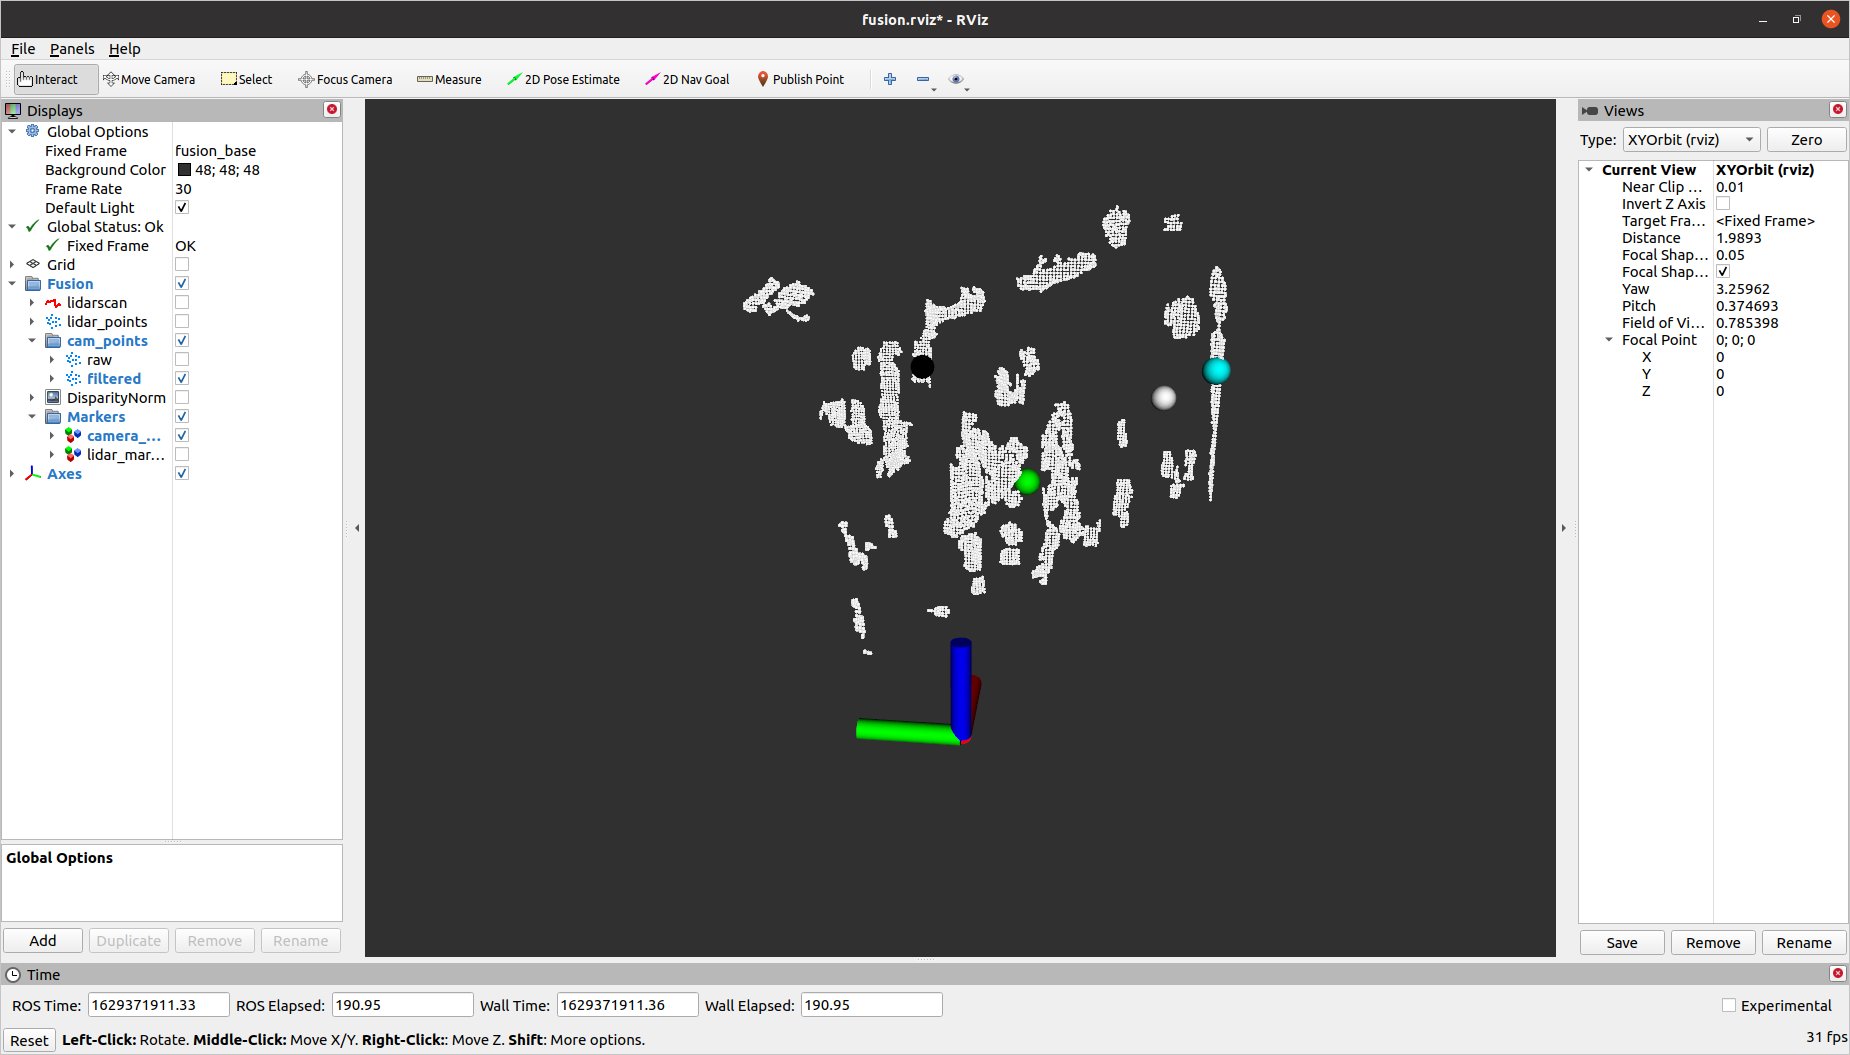 fusion.rviz* - RViz
File Panels Help
Interact Move Camera Select Focus Camera Measure 2D Pose Estimate 2D Nav Goal Publish Point
Displays
Global Options
Fixed Frame fusion_base
Background Color 48; 48; 48
Frame Rate 30
Default Light
Global Status: Ok
Fixed Frame OK
Grid
Fusion
lidarscan
lidar_points
cam_points
raw
filtered
DisparityNorm
Markers
camera_...
lidar_mar...
Axes
Global Options
Add Duplicate Remove Rename
Views
Type: XYOrbit (rviz) Zero
Current View XYOrbit (rviz)
Near Clip ... 0.01
Invert Z Axis
Target Fra... <Fixed Frame>
Distance 1.9893
Focal Shap... 0.05
Focal Shap...
Yaw 3.25962
Pitch 0.374693
Field of Vi... 0.785398
Focal Point 0; 0; 0
X 0
Y 0
Z 0
Save Remove Rename
Time
ROS Time: 1629371911.33 ROS Elapsed: 190.95 Wall Time: 1629371911.36 Wall Elapsed: 190.95 Experimental
Reset Left-Click: Rotate. Middle-Click: Move X/Y. Right-Click:: Move Z. Shift: More options. 31 fps